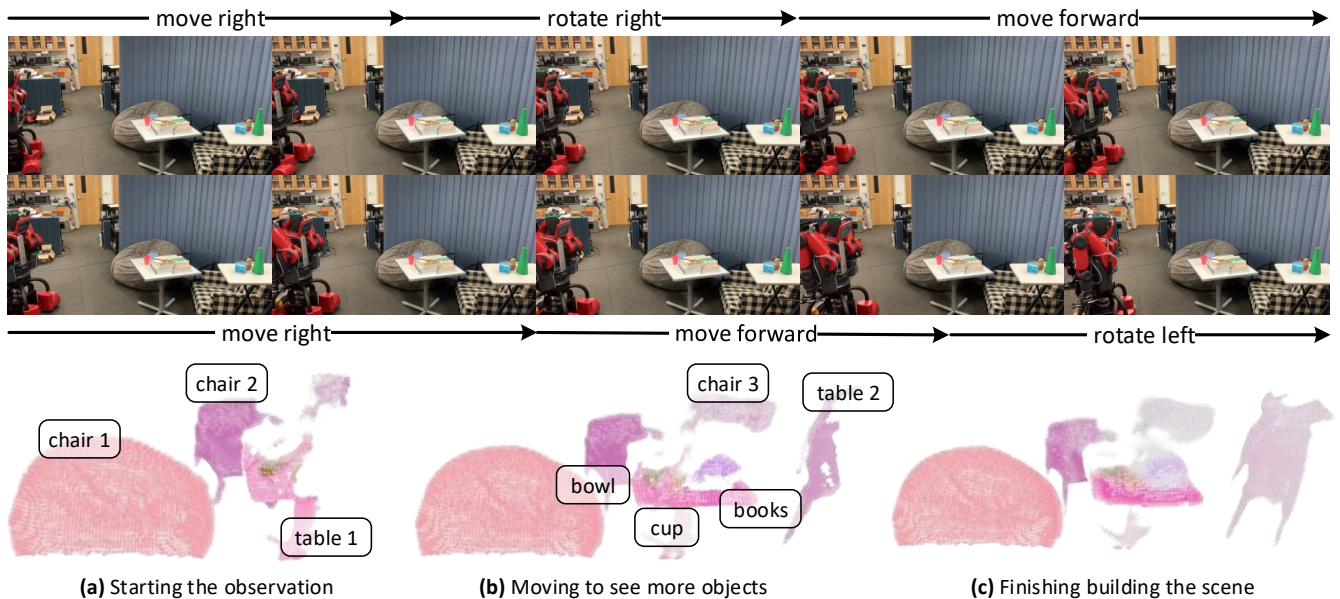 move right rotate right move forward
move right move forward rotate left
chair 2 chair 3
table 2
chair 1
bowl
books
cup
table 1
(a) Starting the observation (b) Moving to see more objects (c) Finishing building the scene